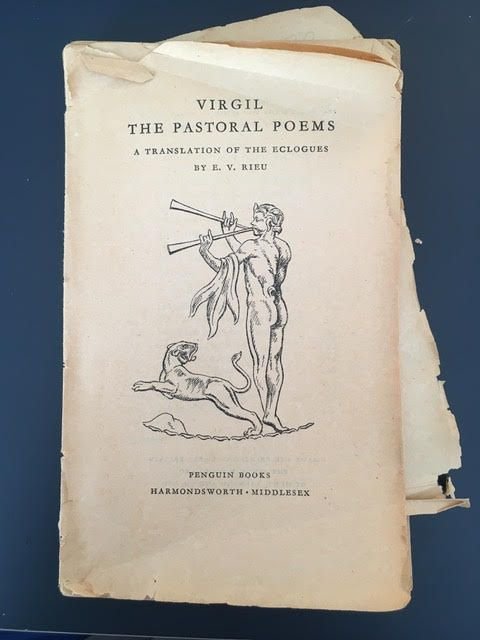 VIRGIL
THE PASTORAL POEMS
A TRANSLATION OF THE ECLOGUES
BY E. V. RIEU
PENGUIN BOOKS
HARMONDSWORTH · MIDDLESEX